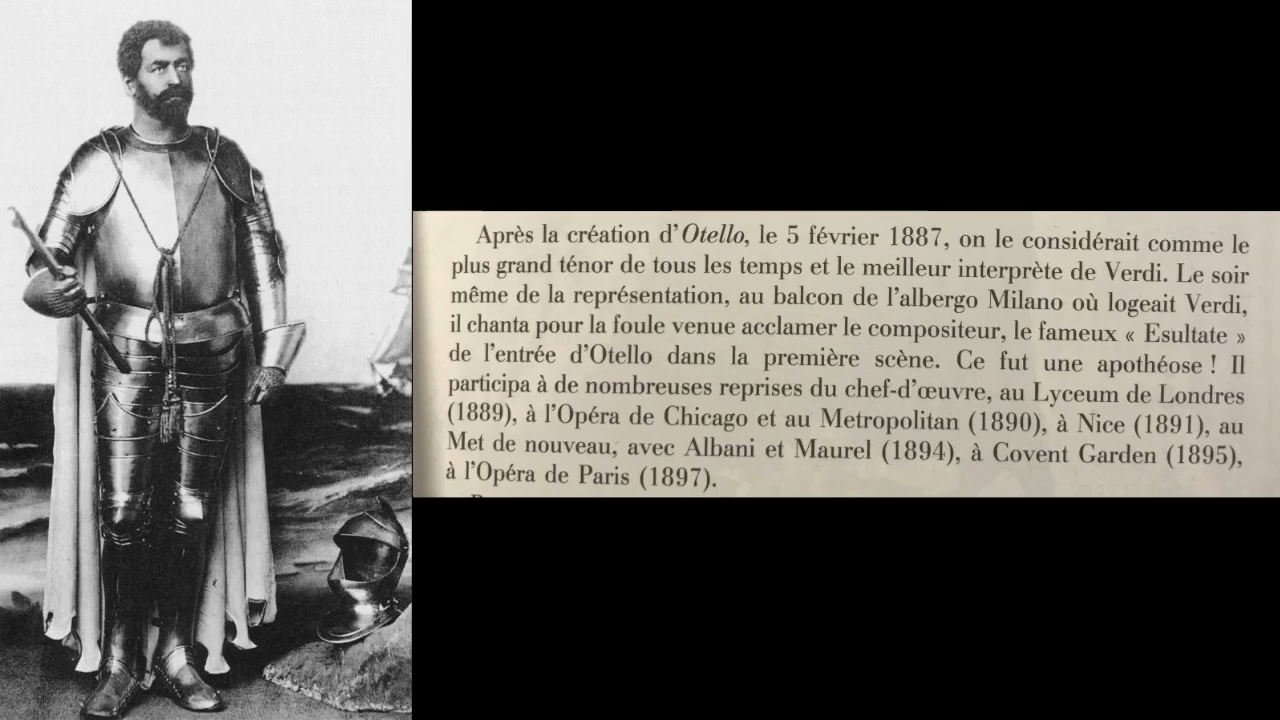 Après la création d'Otello, le 5 février 1887, on le considérait comme le
plus grand ténor de tous les temps et le meilleur interprète de Verdi. Le soir
même de la représentation, au balcon de l'albergo Milano où logeait Verdi,
il chanta pour la foule venue acclamer le compositeur, le fameux « Esultate »
de l'entrée d'Otello dans la première scène. Ce fut une apothéose ! Il
participa à de nombreuses reprises du chef-d'œuvre, au Lyceum de Londres
(1889), à l'Opéra de Chicago et au Metropolitan (1890), à Nice (1891), au
Met de nouveau, avec Albani et Maurel (1894), à Covent Garden (1895),
à l'Opéra de Paris (1897).